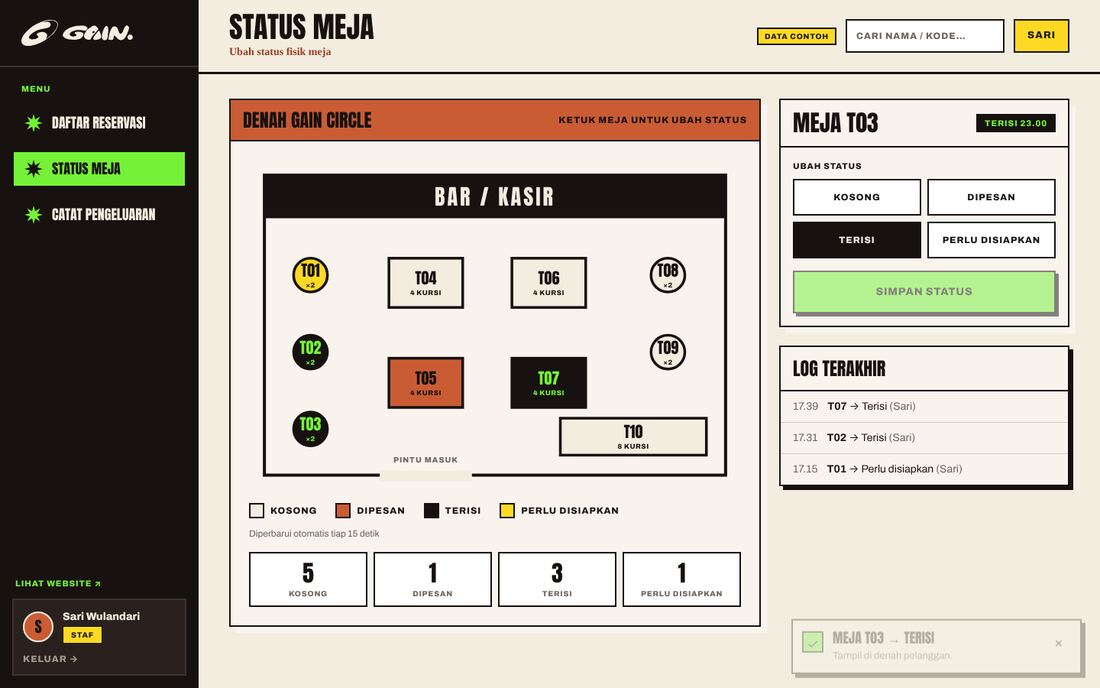 GAIN.
MENU
DAFTAR RESERVASI
STATUS MEJA
CATAT PENGELUARAN
LIHAT WEBSITE ↗
S
Sari Wulandari
STAF
KELUAR →
STATUS MEJA
Ubah status fisik meja
DATA CONTOH
CARI NAMA / KODE...
SARI
DENAH GAIN CIRCLE
KETUK MEJA UNTUK UBAH STATUS
BAR / KASIR
T01
×2
T04
4 KURSI
T06
4 KURSI
T08
×2
T02
×2
T05
4 KURSI
T07
4 KURSI
T09
×2
T03
×2
T10
8 KURSI
PINTU MASUK
KOSONG
DIPESAN
TERISI
PERLU DISIAPKAN
Diperbarui otomatis tiap 15 detik
5
KOSONG
1
DIPESAN
3
TERISI
1
PERLU DISIAPKAN
MEJA T03
TERISI 23.00
UBAH STATUS
KOSONG
DIPESAN
TERISI
PERLU DISIAPKAN
SIMPAN STATUS
LOG TERAKHIR
17.39 T07 → Terisi (Sari)
17.31 T02 → Terisi (Sari)
17.15 T01 → Perlu disiapkan (Sari)
MEJA T03 → TERISI
Tampil di denah pelanggan.
×